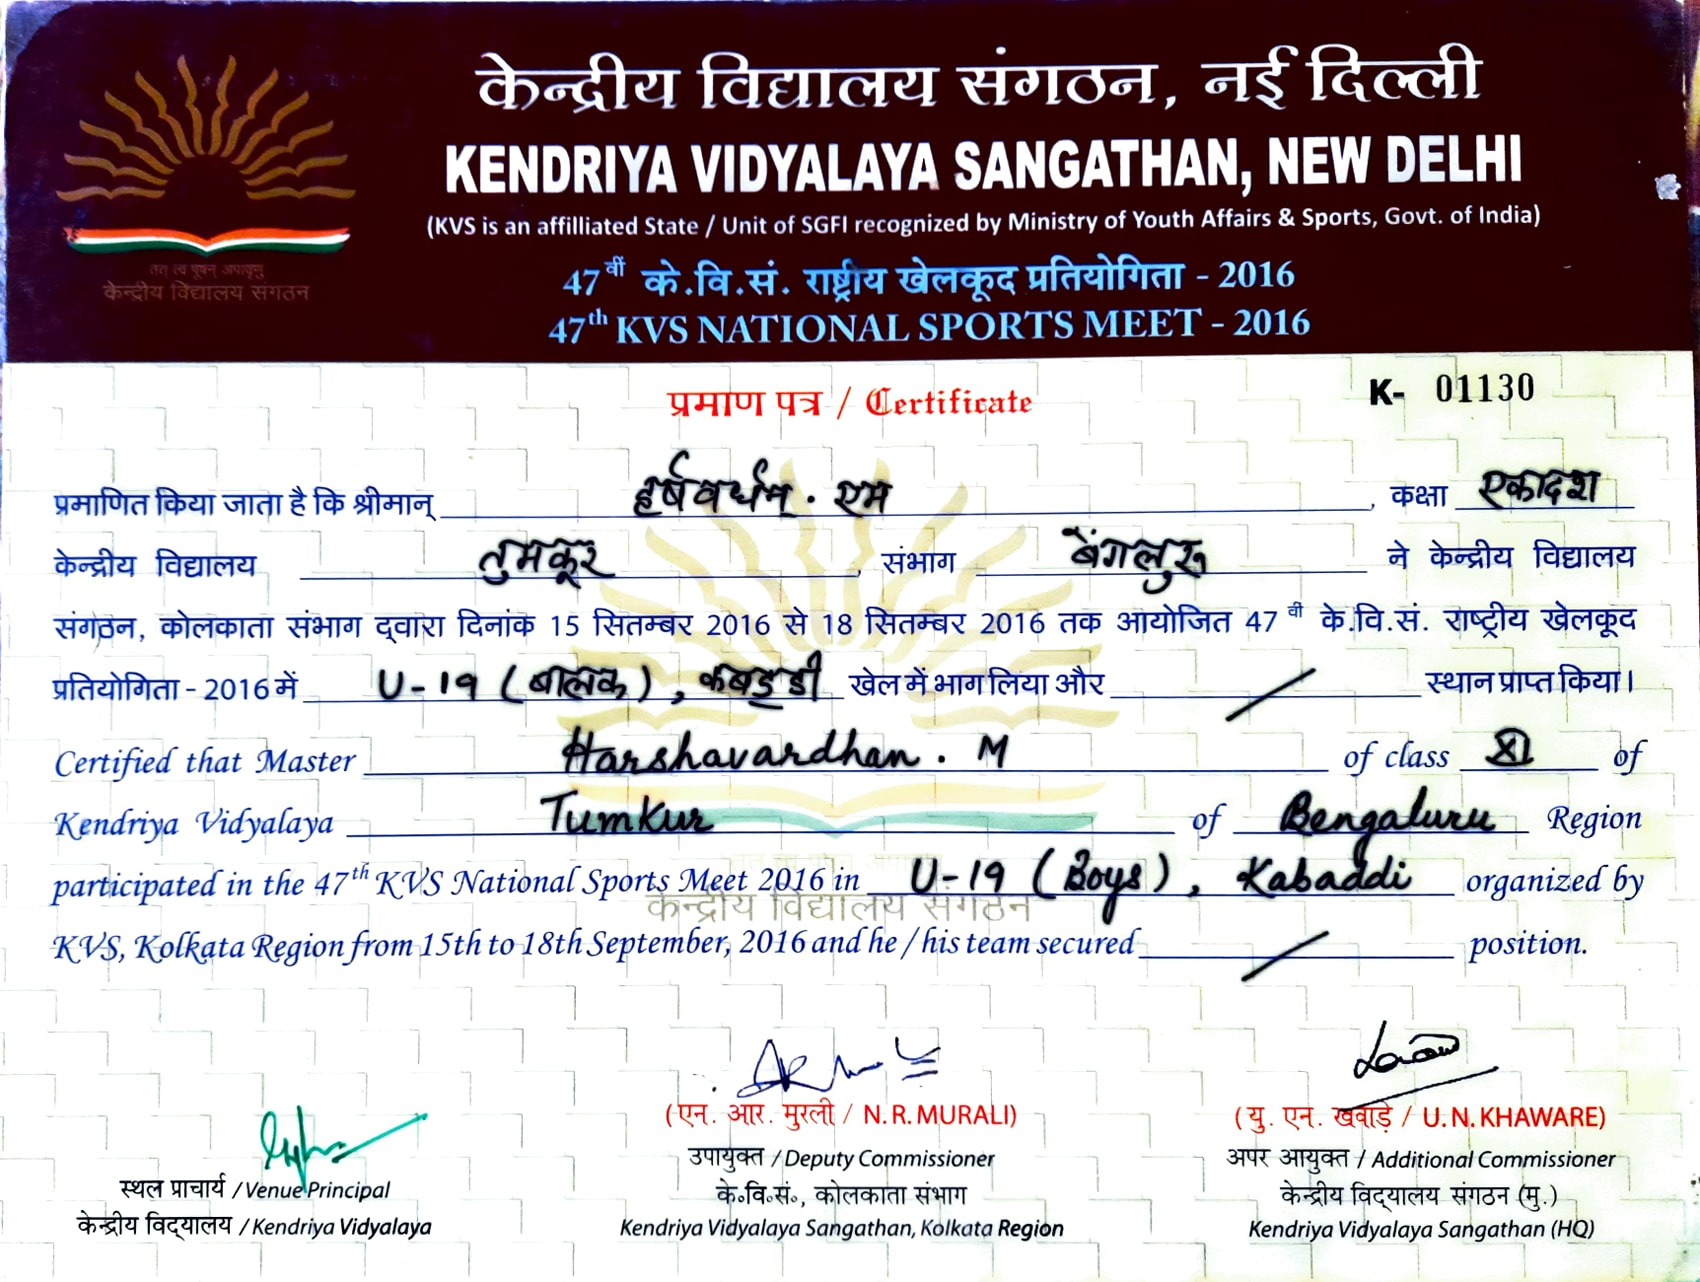 केन्द्रीय विद्यालय संगठन, नई दिल्ली
KENDRIYA VIDYALAYA SANGATHAN, NEW DELHI
(KVS is an affilliated State / Unit of SGFI recognized by Ministry of Youth Affairs & Sports, Govt. of India)
तत् त्वं पूषन् अपावृणु
केन्द्रीय विद्यालय संगठन
47वीं के.वि.सं. राष्ट्रीय खेलकूद प्रतियोगिता - 2016
47th KVS NATIONAL SPORTS MEET - 2016
प्रमाण पत्र / Certificate
K- 01130
प्रमाणित किया जाता है कि श्रीमान् हर्षवर्धन. एम, कक्षा एकादश
केन्द्रीय विद्यालय तुमकूर, संभाग बेंगलुरू ने केन्द्रीय विद्यालय
संगठन, कोलकाता संभाग द्वारा दिनांक 15 सितम्बर 2016 से 18 सितम्बर 2016 तक आयोजित 47 वी के.वि.सं. राष्ट्रीय खेलकूद
प्रतियोगिता - 2016 में U-19 (बालक), कबड्डी खेल में भाग लिया और / स्थान प्राप्त किया।
Certified that Master Harshavardhan. M of class XI of
Kendriya Vidyalaya Tumkur of Bengaluru Region
participated in the 47th KVS National Sports Meet 2016 in U-19 (Boys), Kabaddi organized by
केन्द्रीय विद्यालय संगठन
KVS, Kolkata Region from 15th to 18th September, 2016 and he / his team secured / position.
(एन. आर. मुरली / N.R. MURALI)
(यु. एन. खवाड़े / U.N. KHAWARE)
उपायुक्त / Deputy Commissioner
अपर आयुक्त / Additional Commissioner
स्थल प्राचार्य / Venue Principal
के॰वि॰सं॰, कोलकाता संभाग
केन्द्रीय विद्यालय संगठन (मु.)
केन्द्रीय विद्यालय / Kendriya Vidyalaya
Kendriya Vidyalaya Sangathan, Kolkata Region
Kendriya Vidyalaya Sangathan (HQ)